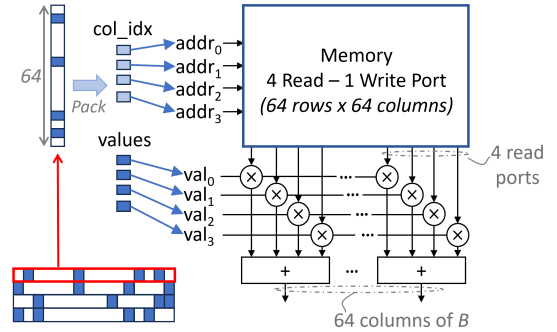 64
Pack
col_idx
addr0
addr1
addr2
addr3
Memory
4 Read – 1 Write Port
(64 rows x 64 columns)
values
val0
val1
val2
val3
× ... ×
× ... ×
× ... ×
× ... ×
4 read
ports
+ ... +
64 columns of B